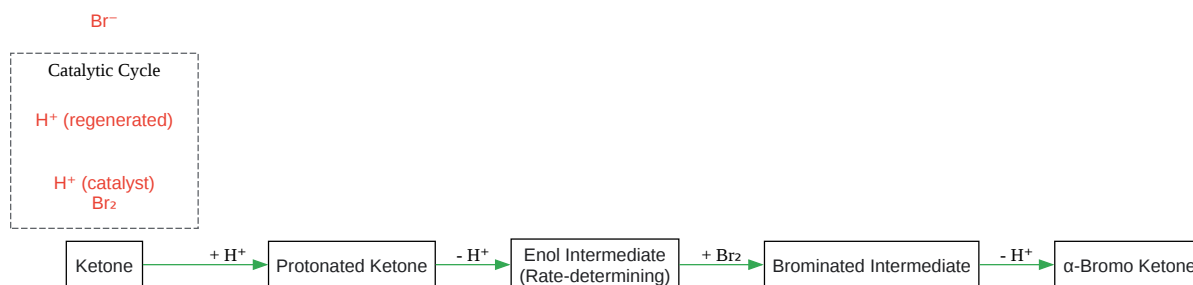 Br⁻
Catalytic Cycle
H⁺ (regenerated)
H⁺ (catalyst)
Br₂
Ketone
+ H⁺
Protonated Ketone
- H⁺
Enol Intermediate
(Rate-determining)
+ Br₂
Brominated Intermediate
- H⁺
α-Bromo Ketone